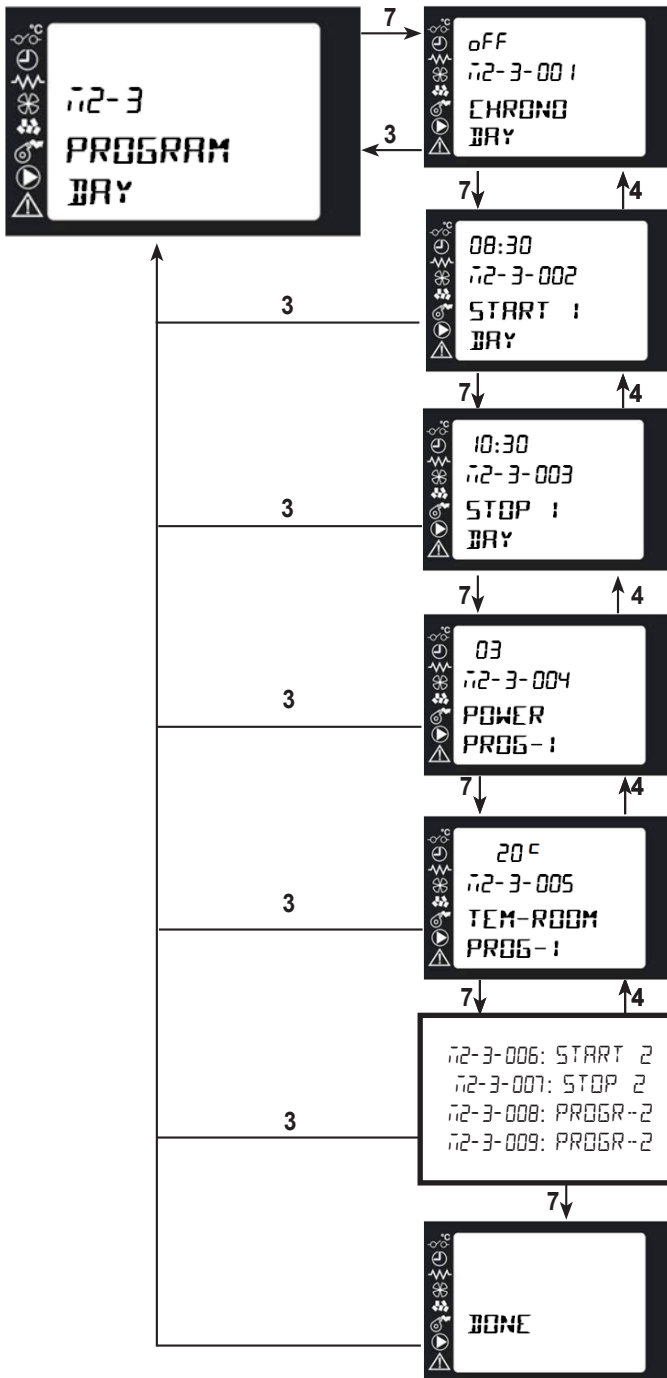 M2-3
PROGRAM
DAY
7
3
°C
oFF
M2-3-001
CHRONO
DAY
7
4
08:30
M2-3-002
START 1
DAY
3
7
4
10:30
M2-3-003
STOP 1
DAY
3
7
4
03
M2-3-004
POWER
PROG-1
3
7
4
20c
M2-3-005
TEM-ROOM
PROG-1
3
7
4
M2-3-006: START 2
M2-3-007: STOP 2
M2-3-008: PROGR-2
M2-3-009: PROGR-2
3
7
DONE